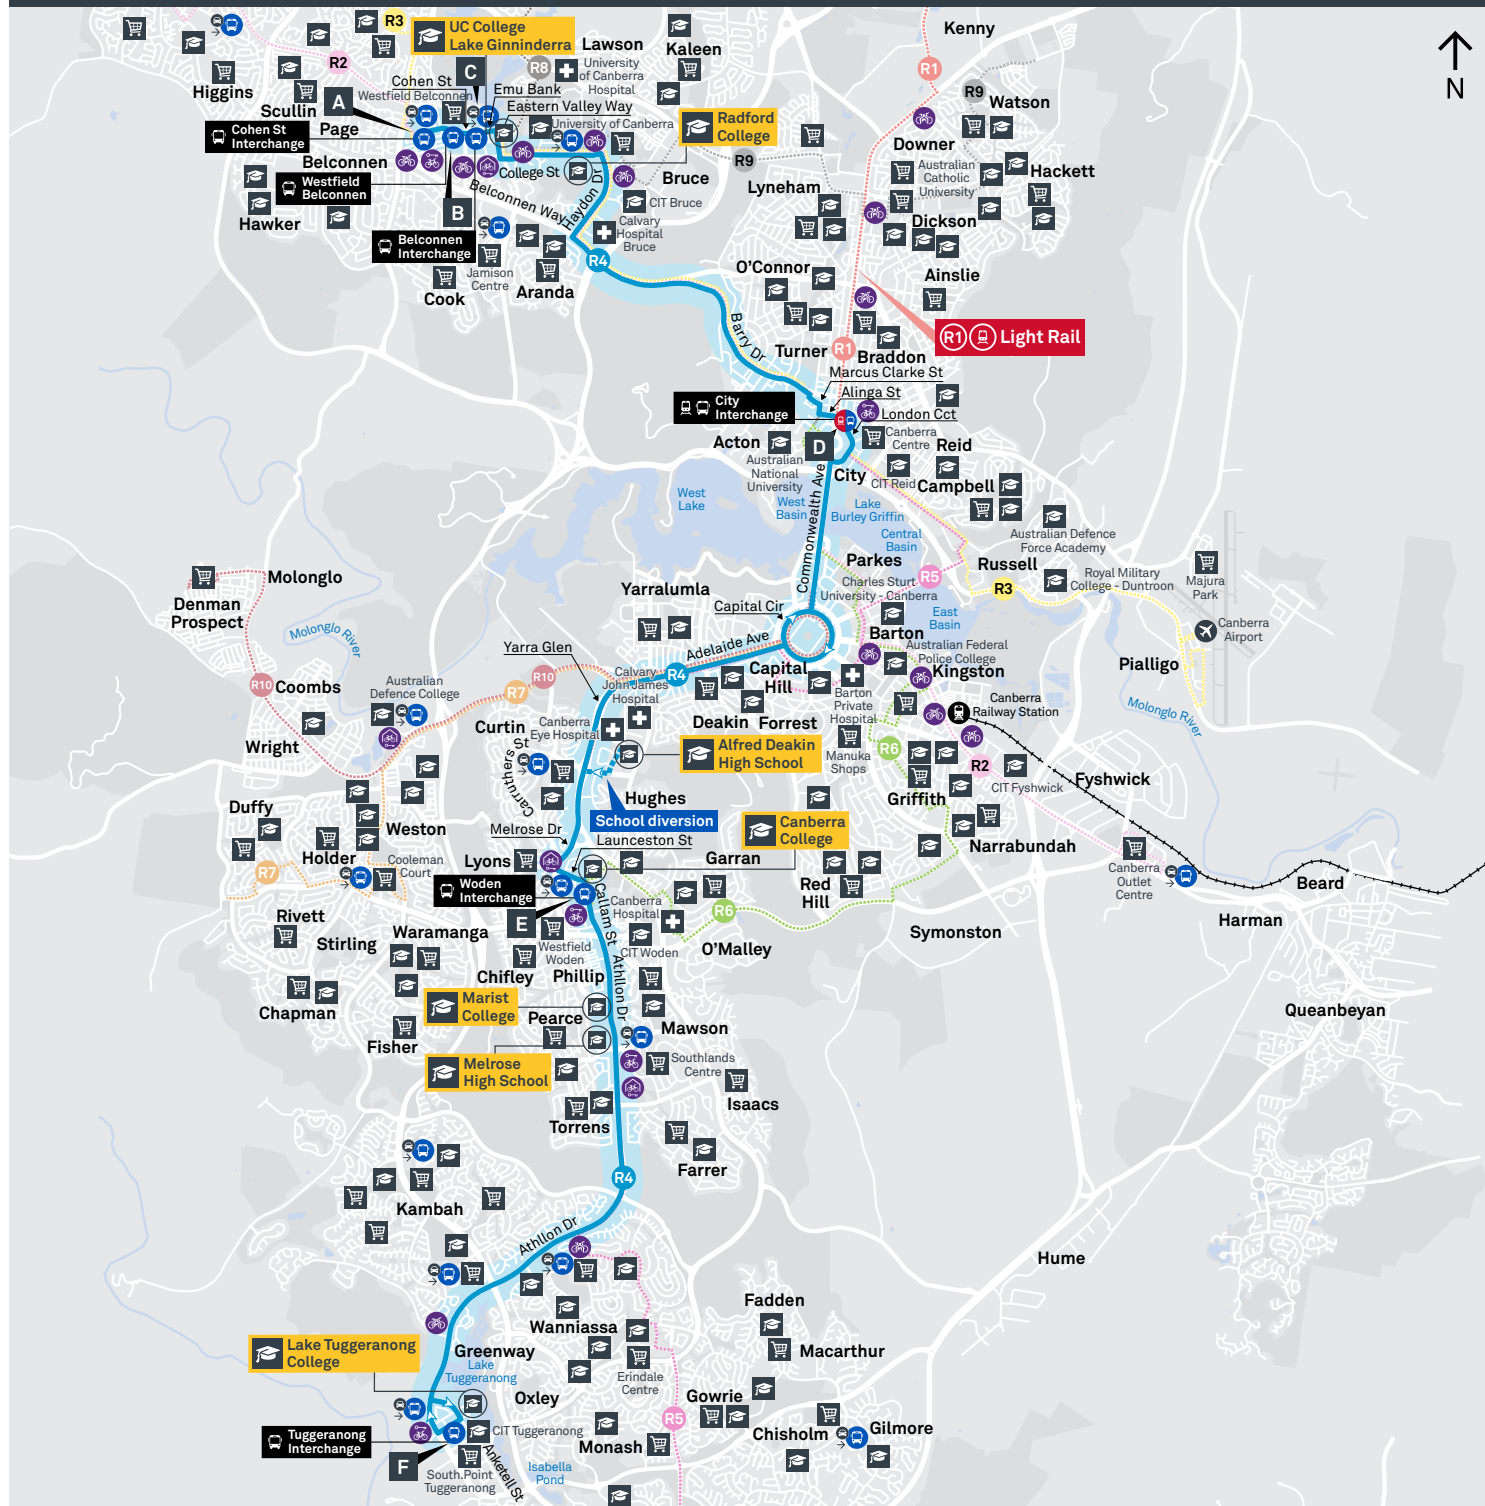 Kenny
R3
UC College
Lake Ginninderra
Lawson
Kaleen
R2
R8
University
of Canberra
Hospital
R1
Higgins
Cohen St
C
Emu Bank
R9
Watson
Scullin
A
Westfield Belconnen
Eastern Valley Way
Page
Cohen St
Interchange
University of Canberra
Radford
College
Downer
Belconnen
R9
Australian
Catholic
University
Hackett
Westfield
Belconnen
College St
Bruce
Lyneham
Belconnen Way
Haydon Dr
CIT Bruce
Hawker
B
Calvary
Hospital
Bruce
Dickson
Belconnen
Interchange
R4
O'Connor
Ainslie
Jamison
Centre
Cook
Aranda
Barry Dr
R1 Light Rail
Turner
R1
Braddon
Marcus Clarke St
Alinga St
City
Interchange
London Cct
Acton
D
Canberra
Centre
Reid
Australian
National
University
City
CIT Reid
Campbell
West
Lake
West
Basin
Commonwealth Ave
Lake
Burley Griffin
Central
Basin
Australian Defence
Force Academy
Parkes
Russell
Molonglo
Yarralumla
Charles Sturt
University - Canberra
R5
R3
Royal Military
College - Duntroon
Majura
Park
Denman
Prospect
Capital Cir
East
Basin
Molonglo River
Barton
Canberra
Airport
Yarra Glen
Adelaide Ave
Australian Federal
Police College
Pialligo
R10
Coombs
R10
R7
Calvary
John James
Hospital
R4
Capital
Hill
Kingston
Australian
Defence College
Barton
Private
Hospital
Canberra
Railway Station
Molonglo River
Curtin
Canberra
Eye Hospital
Deakin
Forrest
Wright
Alfred Deakin
High School
Manuka
Shops
R6
R2
Carruthers St
CIT Fyshwick
Fyshwick
Duffy
Hughes
Griffith
School diversion
Weston
Melrose Dr
Canberra
College
Launceston St
Narrabundah
Holder
Cooleman
Court
Lyons
Garran
R7
Woden
Interchange
Red
Hill
Canberra
Outlet
Centre
Beard
Callam St
Canberra
Hospital
R6
Harman
Rivett
E
Symonston
Stirling
Waramanga
Westfield
Woden
CIT Woden
O'Malley
Chifley
Phillip
Athllon Dr
Marist
College
Chapman
Pearce
Queanbeyan
Fisher
Mawson
Melrose
High School
Southlands
Centre
Isaacs
Torrens
Farrer
R4
Kambah
Athllon Dr
Hume
Fadden
Wanniassa
Lake Tuggeranong
College
Greenway
Macarthur
Lake
Tuggeranong
Erindale
Centre
Oxley
Gowrie
R5
Tuggeranong
Interchange
CIT Tuggeranong
Chisholm
Gilmore
Monash
F
South.Point
Tuggeranong
Anketell St
Isabella
Pond
N